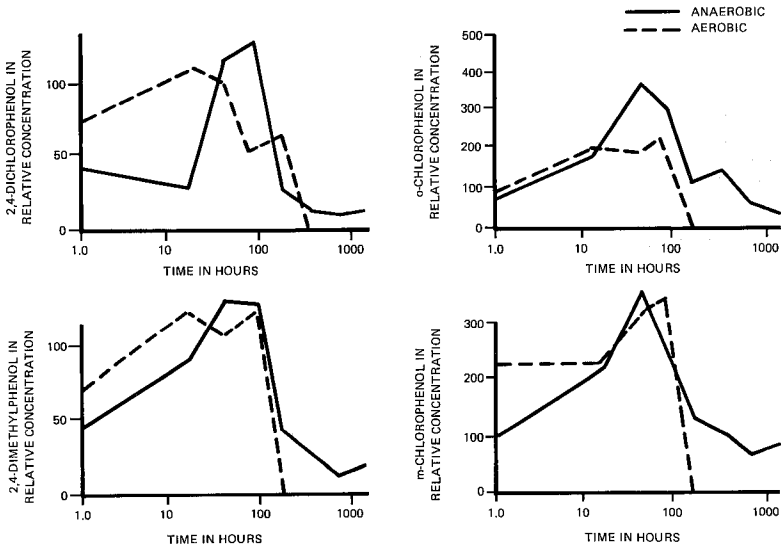 ANAEROBIC
AEROBIC
2,4-DICHLOROPHENOL IN
RELATIVE CONCENTRATION
100
50
0
1.0
10
100
1000
TIME IN HOURS
o-CHLOROPHENOL IN
RELATIVE CONCENTRATION
500
400
300
200
100
0
1.0
10
100
1000
TIME IN HOURS
2,4-DIMETHYLPHENOL IN
RELATIVE CONCENTRATION
100
50
0
1.0
10
100
1000
TIME IN HOURS
m-CHLOROPHENOL IN
RELATIVE CONCENTRATION
300
200
100
0
1.0
10
100
1000
TIME IN HOURS